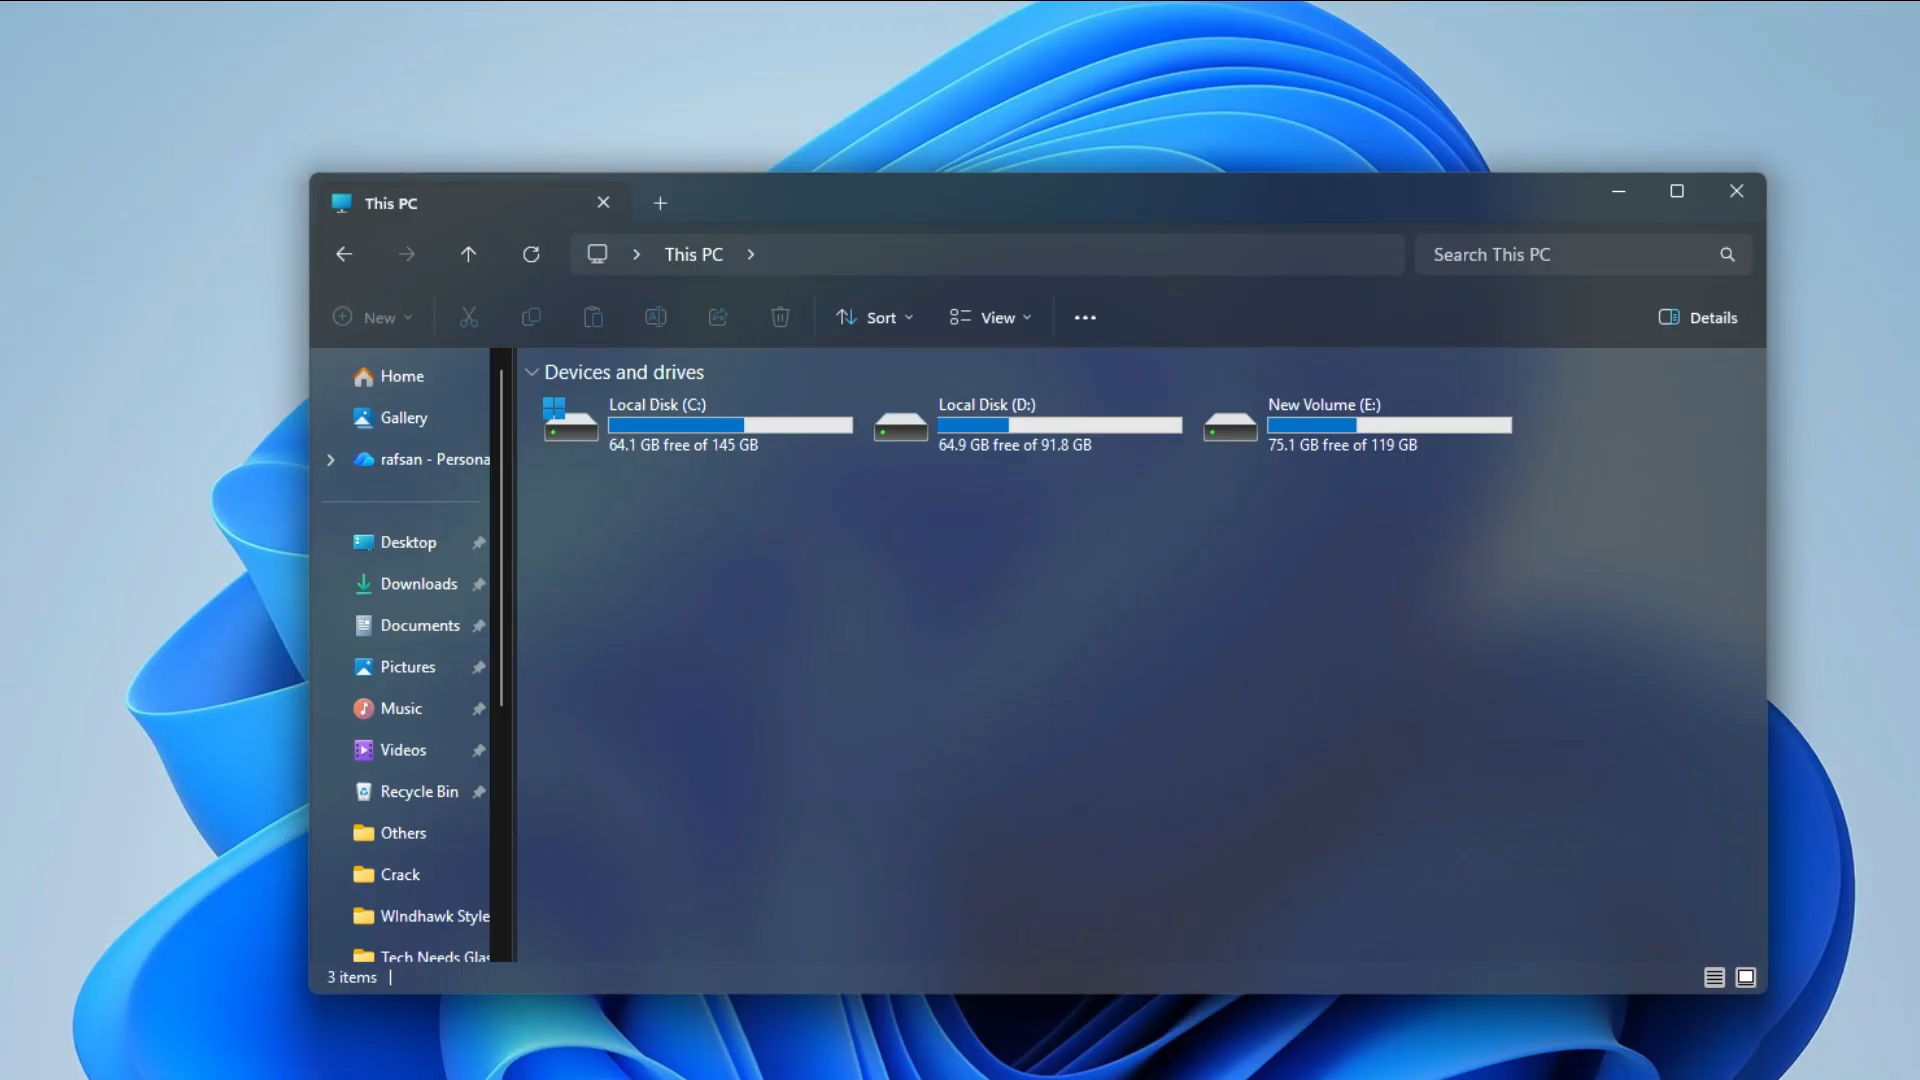 This PC
This PC
Search This PC
New
Sort
View
Details
Home
Gallery
rafsan - Persona
Desktop
Downloads
Documents
Pictures
Music
Videos
Recycle Bin
Others
Crack
WIndhawk Style
Tech Needs Glas
Devices and drives
Local Disk (C:)
64.1 GB free of 145 GB
Local Disk (D:)
64.9 GB free of 91.8 GB
New Volume (E:)
75.1 GB free of 119 GB
3 items